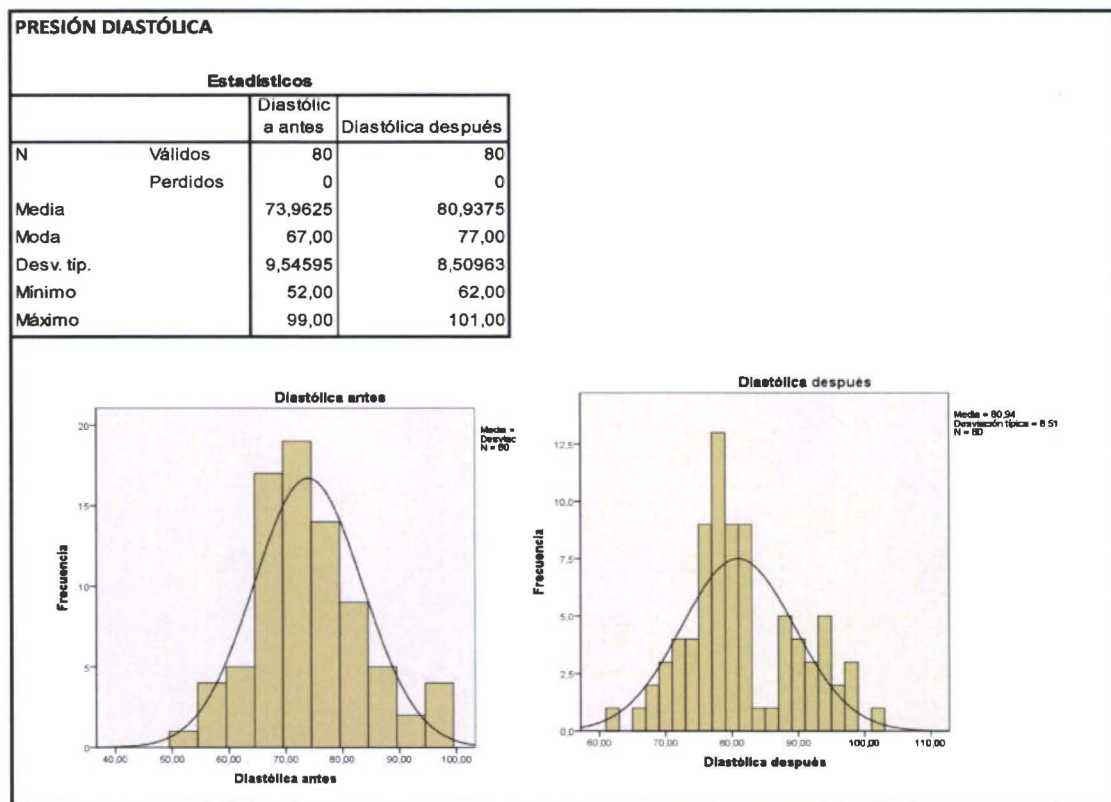 PRESIÓN DIASTÓLICA
Estadísticos
Diastólic
a antes Diastólica después
N Válidos 80 80
Perdidos 0 0
Media 73,9625 80,9375
Moda 67,00 77,00
Desv. típ. 9,54595 8,50963
Mínimo 52,00 62,00
Máximo 99,00 101,00
Diastólica antes
Media =
Desviac
N = 80
20
15
10
5
0
Frecuencia
40,00 50,00 60,00 70,00 80,00 90,00 100,00
Diastólica antes
Diastólica después
Media = 80,94
Desviación típica = 8,51
N = 80
12,5
10,0
7,5
5,0
2,5
0,0
Frecuencia
60,00 70,00 80,00 90,00 100,00 110,00
Diastólica después